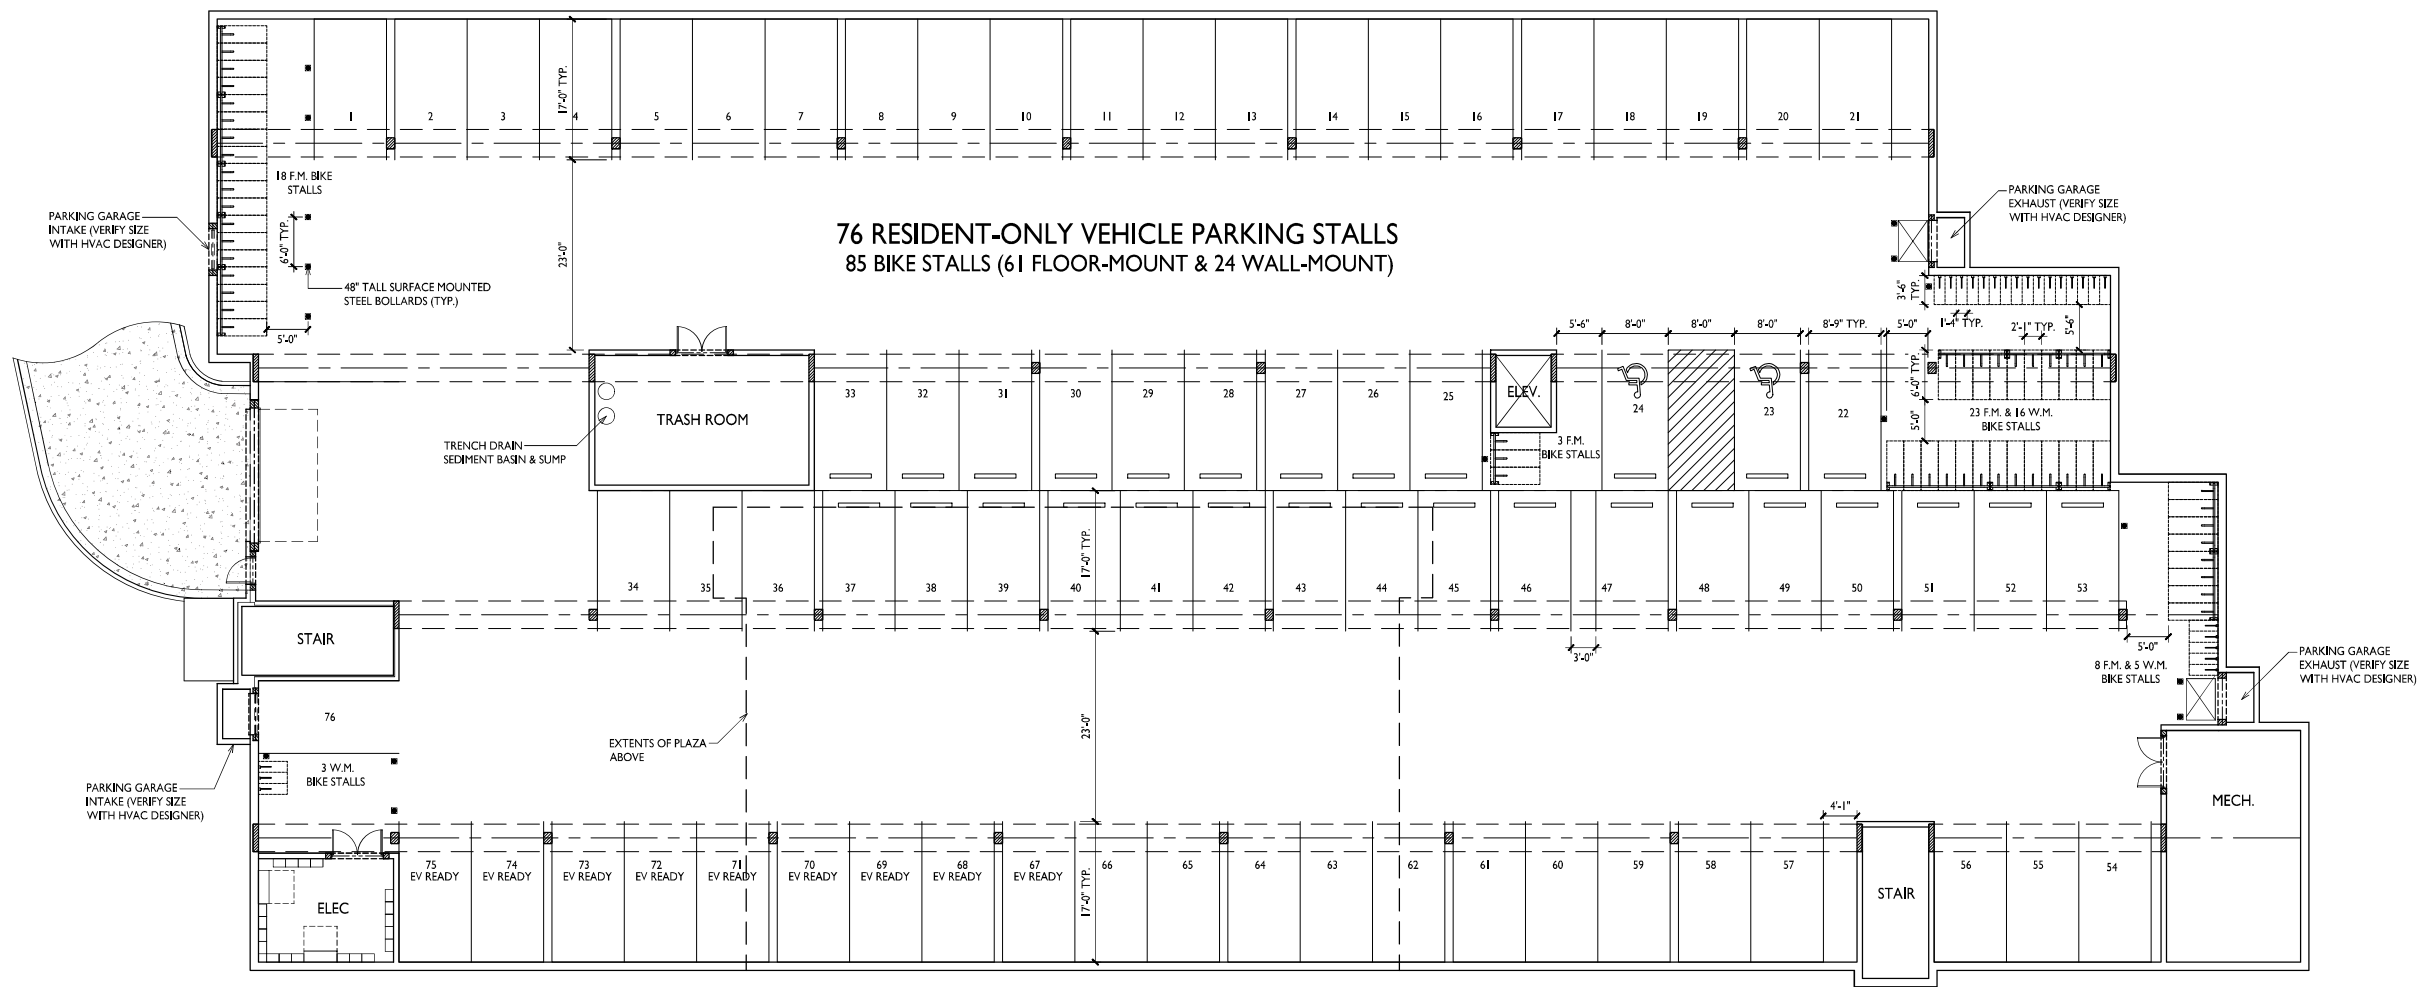 17'-0" TYP.
1
2
3
4
5
6
7
8
9
10
11
12
13
14
15
16
17
18
19
20
21
18 F.M. BIKE
STALLS
PARKING GARAGE
INTAKE (VERIFY SIZE
WITH HVAC DESIGNER)
6'-0" TYP.
23'-0"
76 RESIDENT-ONLY VEHICLE PARKING STALLS
85 BIKE STALLS (61 FLOOR-MOUNT & 24 WALL-MOUNT)
PARKING GARAGE
EXHAUST (VERIFY SIZE
WITH HVAC DESIGNER)
48" TALL SURFACE MOUNTED
STEEL BOLLARDS (TYP.)
5'-0"
3'-6"
TYP.
1'-4" TYP.
2'-1" TYP.
5'-6"
5'-6"
8'-0"
8'-0"
8'-0"
8'-9" TYP.
5'-0"
6'-0" TYP.
5'-0"
TRASH ROOM
TRENCH DRAIN
SEDIMENT BASIN & SUMP
33
32
31
30
29
28
27
26
25
ELEV.
3 F.M.
BIKE STALLS
24
23
22
23 F.M. & 16 W.M.
BIKE STALLS
17'-0" TYP.
34
35
36
37
38
39
40
41
42
43
44
45
46
47
48
49
50
51
52
53
STAIR
3'-0"
5'-0"
8 F.M. & 5 W.M.
BIKE STALLS
PARKING GARAGE
EXHAUST (VERIFY SIZE
WITH HVAC DESIGNER)
76
EXTENTS OF PLAZA
ABOVE
23'-0"
3 W.M.
BIKE STALLS
PARKING GARAGE
INTAKE (VERIFY SIZE
WITH HVAC DESIGNER)
MECH.
4'-1"
75
EV READY
74
EV READY
73
EV READY
72
EV READY
71
EV READY
70
EV READY
69
EV READY
68
EV READY
67
EV READY
66
65
64
63
62
61
60
59
58
57
56
55
54
17'-0" TYP.
ELEC
STAIR